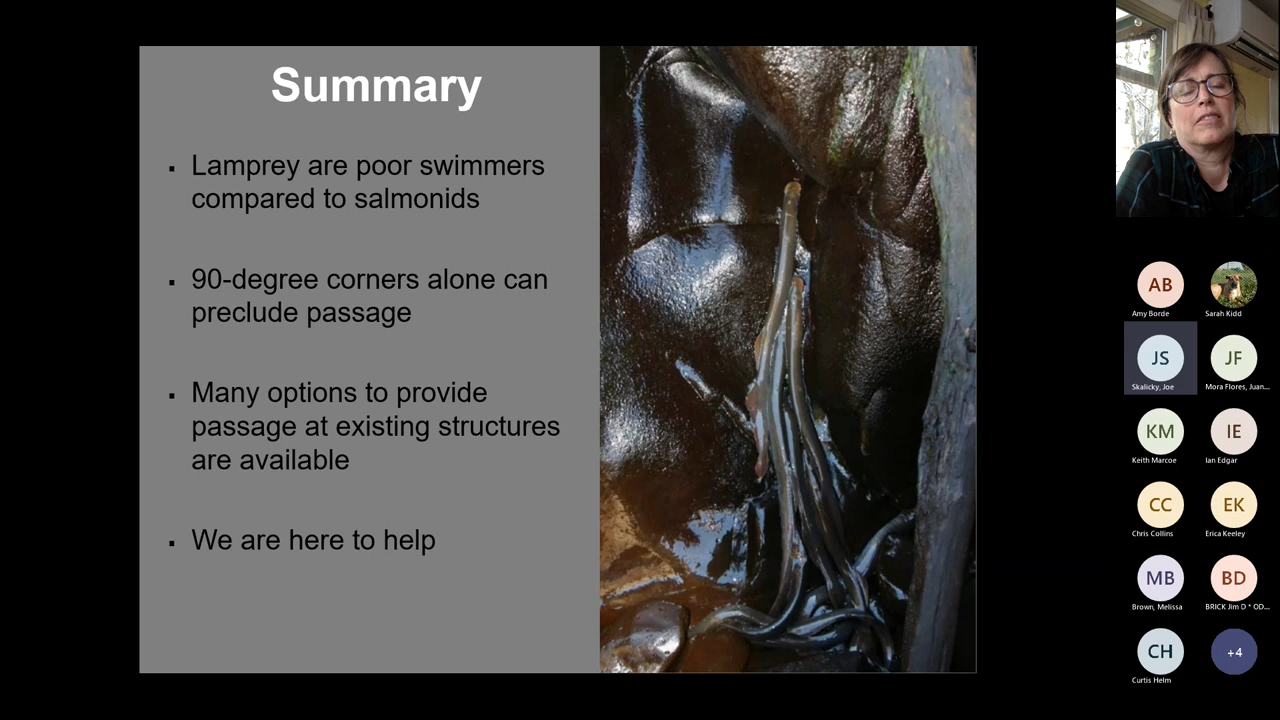 Summary
▪ Lamprey are poor swimmers
compared to salmonids
▪ 90-degree corners alone can
preclude passage
▪ Many options to provide
passage at existing structures
are available
▪ We are here to help
AB
Amy Borde
Sarah Kidd
JS
Skalicky, Joe
JF
Mora Flores, Juan...
KM
Keith Marcoe
IE
Ian Edgar
CC
Chris Collins
EK
Erica Keeley
MB
Brown, Melissa
BD
BRICK Jim D * OD...
CH
Curtis Helm
+4